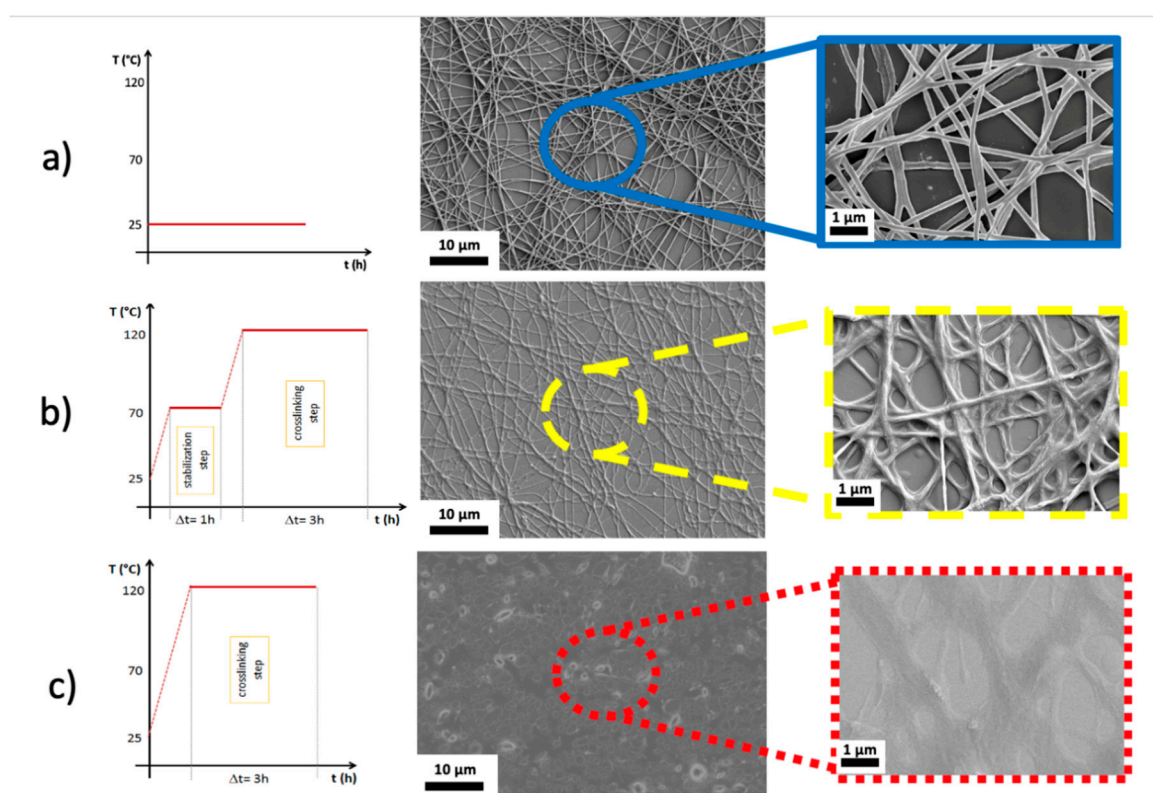 a)
T (°C)
120
70
25
t (h)
10 µm
1 µm
b)
T (°C)
120
70
25
stabilization
step
crosslinking
step
Δt= 1h
Δt= 3h
t (h)
10 µm
1 µm
c)
T (°C)
120
70
25
crosslinking
step
Δt= 3h
t (h)
10 µm
1 µm